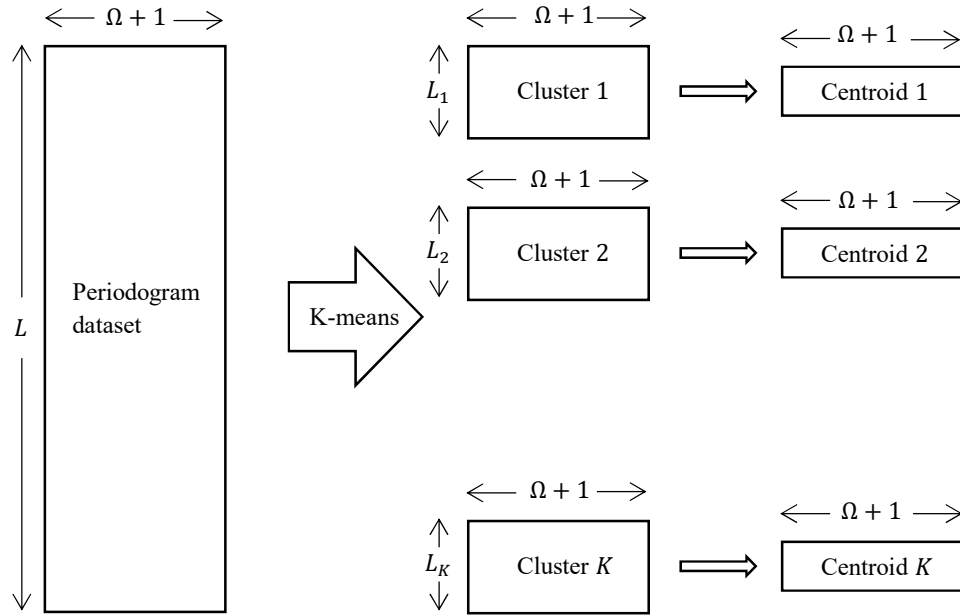 Ω + 1
Ω + 1
Ω + 1
L₁
Cluster 1
Centroid 1
Ω + 1
Ω + 1
L₂
Cluster 2
Centroid 2
Periodogram
dataset
L
K-means
Ω + 1
Ω + 1
L_K
Cluster K
Centroid K